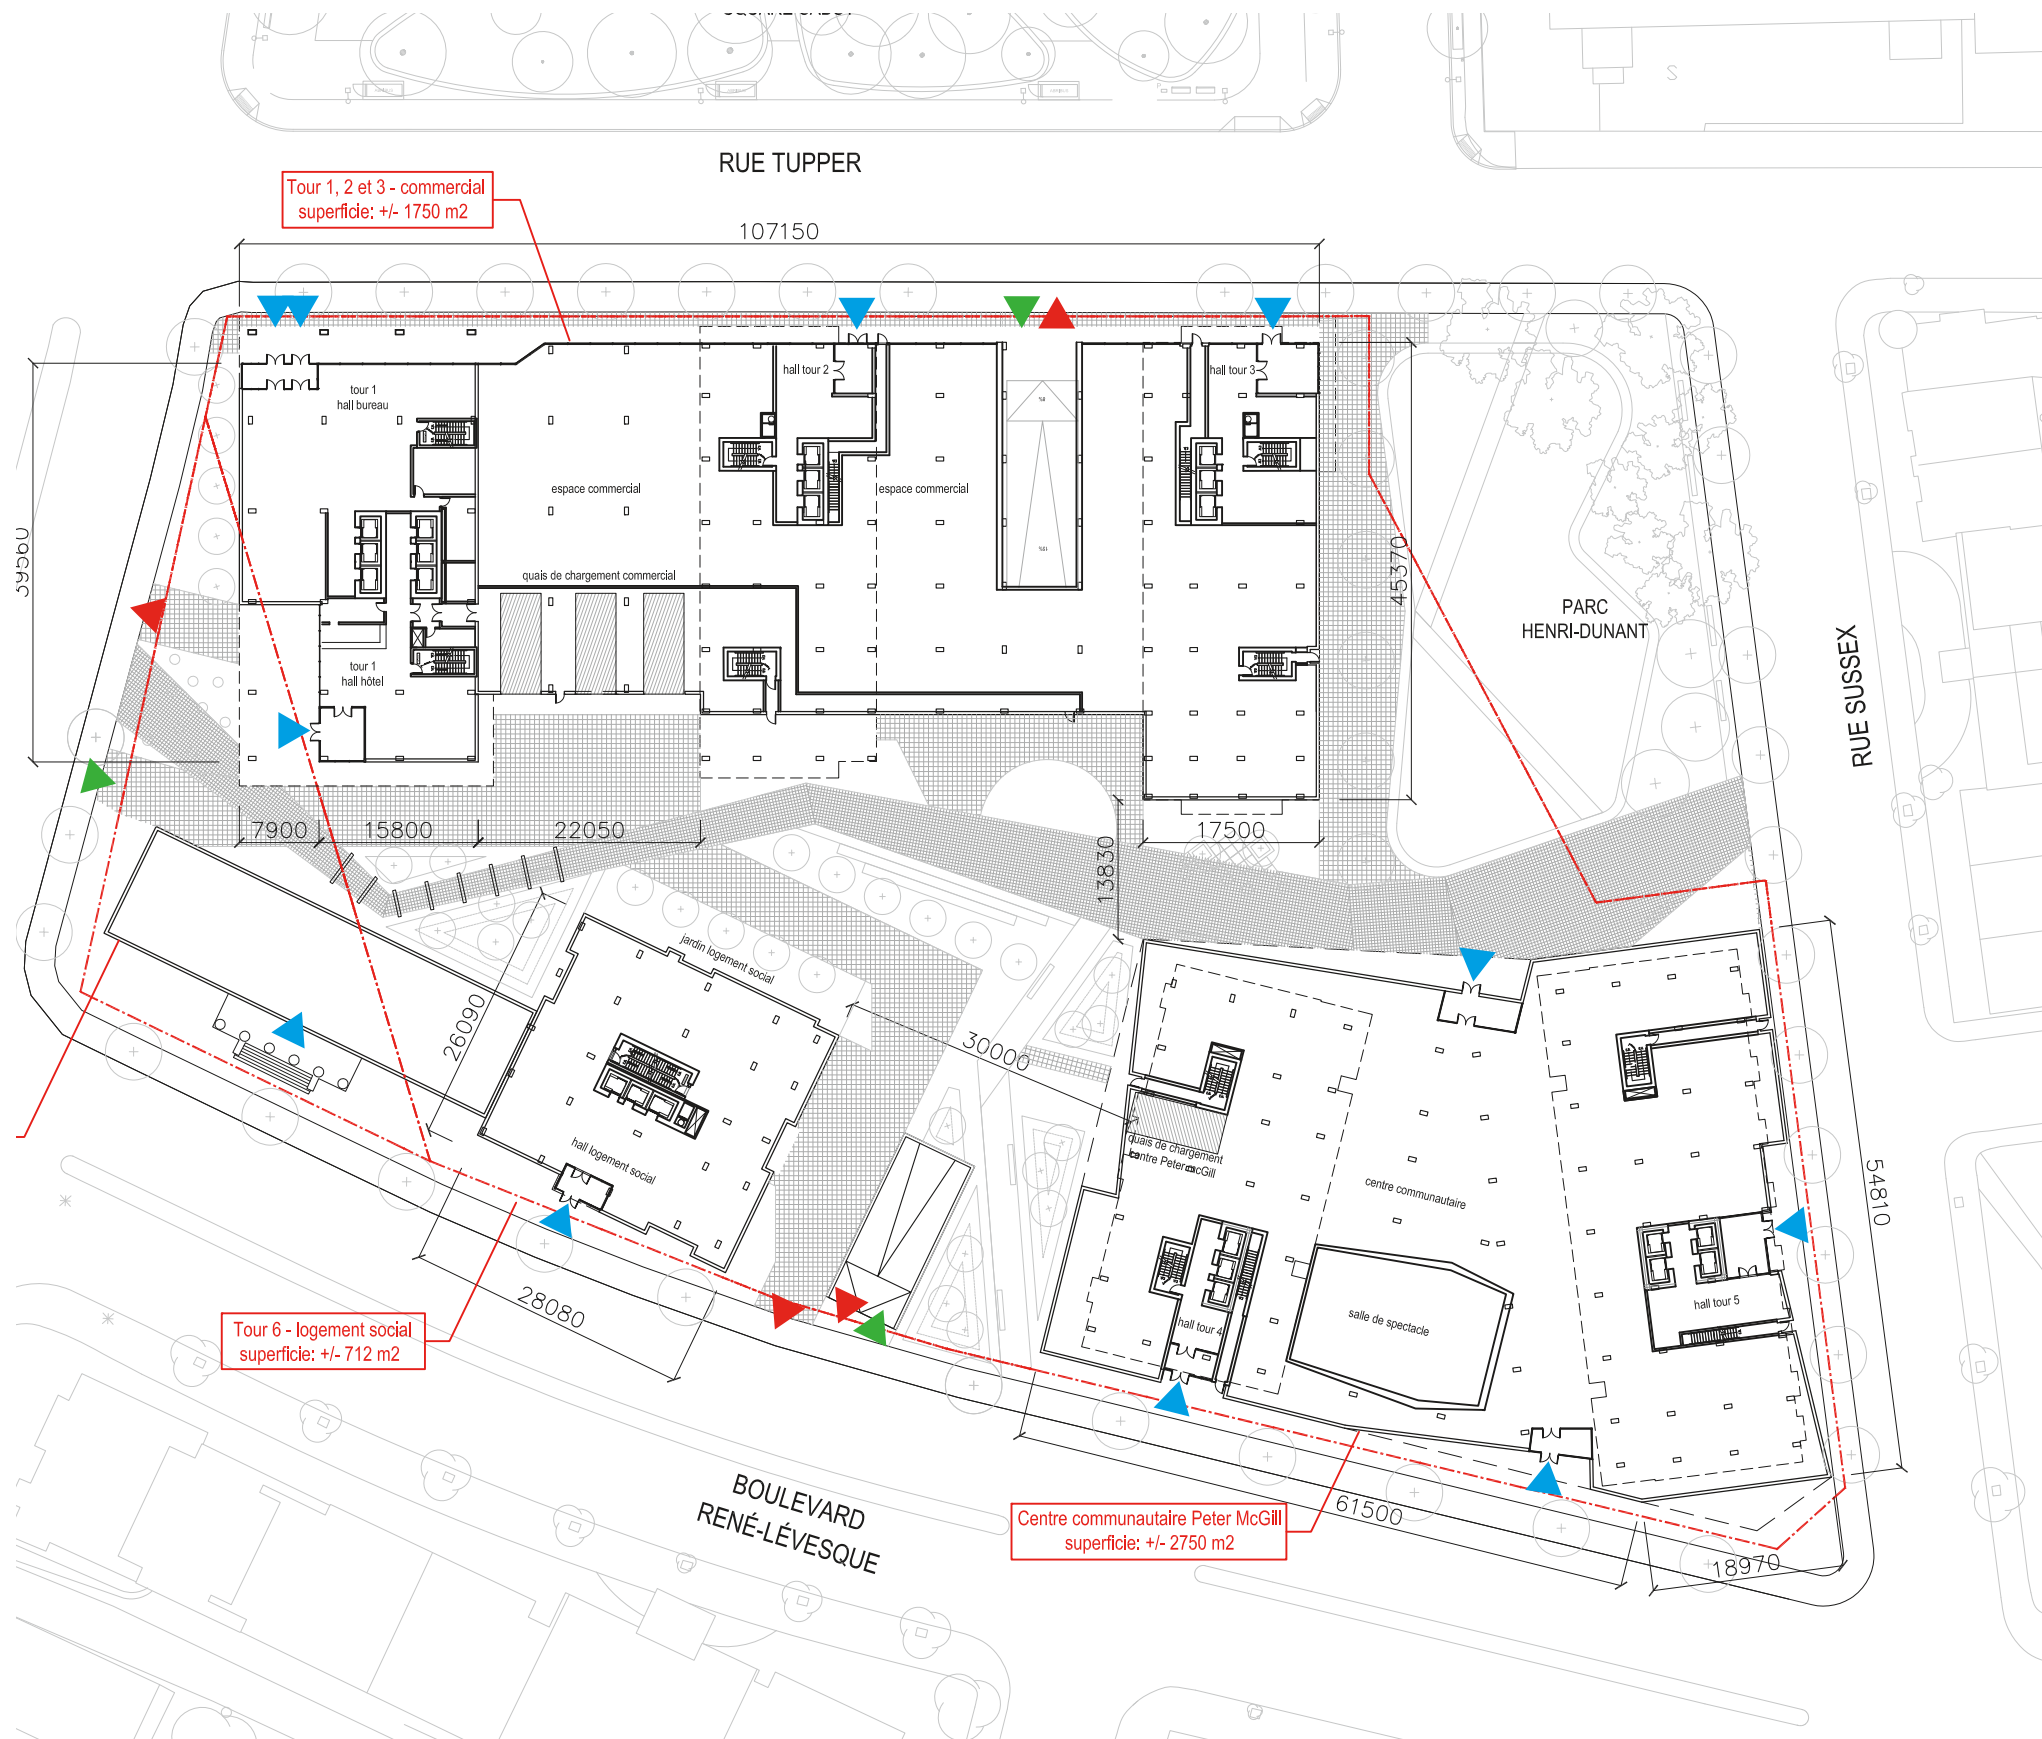 RUE TUPPER
Tour 1, 2 et 3 - commercial
superficie: +/- 1750 m2
107150
tour 1
hall bureau
hall tour 2
hall tour 3
8%
espace commercial
espace commercial
15%
39560
45370
quais de chargement commercial
PARC
HENRI-DUNANT
RUE SUSSEX
tour 1
hall hôtel
7900
15800
22050
17500
13830
jardin logement social
26090
30000
quais de chargement
centre Peter mcGill
hall logement social
centre communautaire
54810
28080
Tour 6 - logement social
superficie: +/- 712 m2
hall tour 4
salle de spectacle
hall tour 5
BOULEVARD
RENÉ-LÉVESQUE
Centre communautaire Peter McGill
superficie: +/- 2750 m2
61500
18970
S